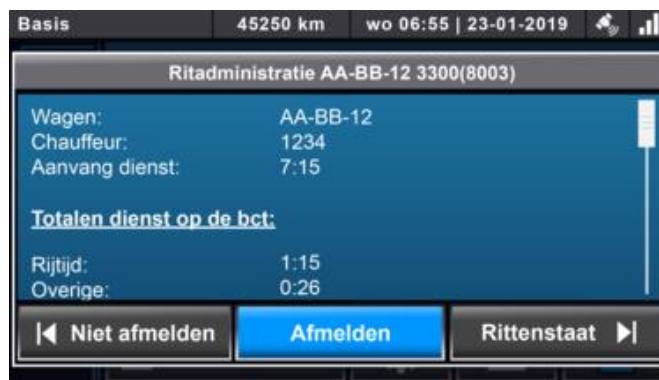 Basis 45250 km wo 06:55 | 23-01-2019
Ritadministratie AA-BB-12 3300(8003)
Wagen: AA-BB-12
Chauffeur: 1234
Aanvang dienst: 7:15
Totalen dienst op de bct:
Rijtijd: 1:15
Overige: 0:26
Niet afmelden Afmelden Rittenstaat